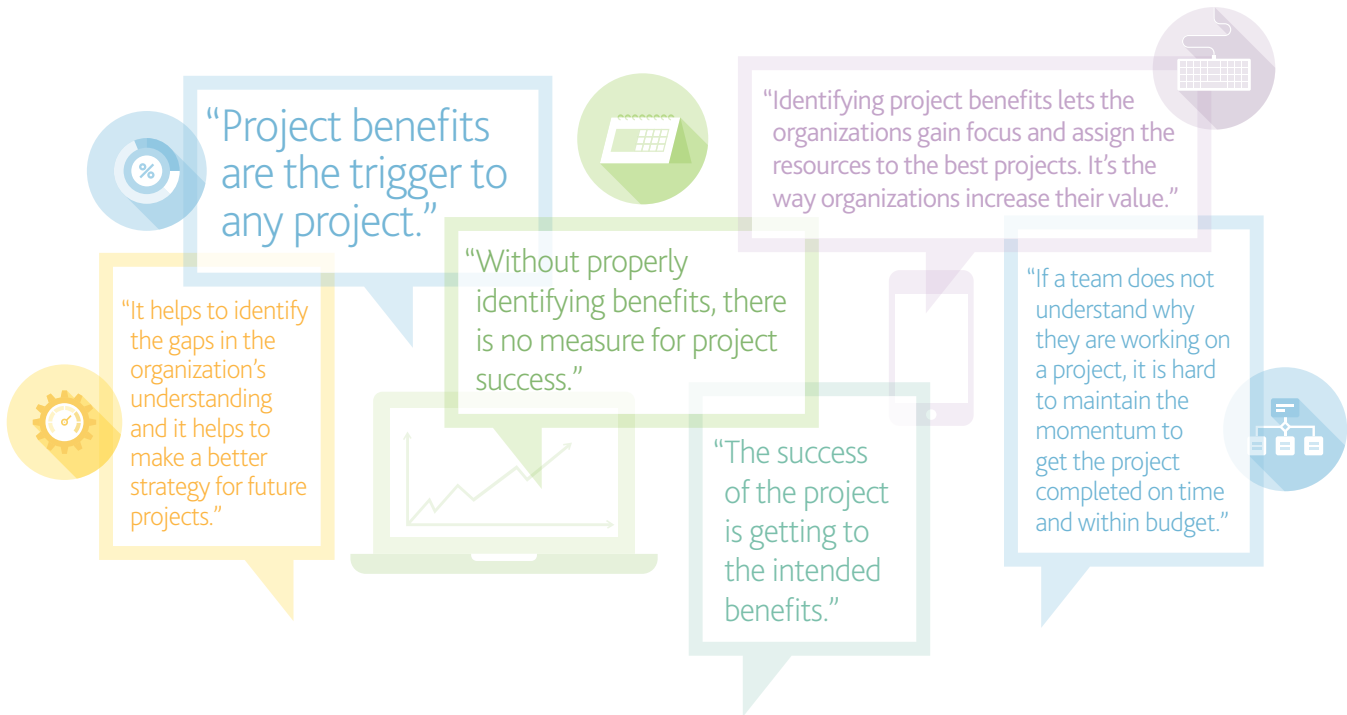 “Project benefits
are the trigger to
any project.”
“Identifying project benefits lets the
organizations gain focus and assign the
resources to the best projects. It’s the
way organizations increase their value.”
“It helps to identify
the gaps in the
organization’s
understanding
and it helps to
make a better
strategy for future
projects.”
“Without properly
identifying benefits, there
is no measure for project
success.”
“The success
of the project
is getting to
the intended
benefits.”
“If a team does not
understand why
they are working on
a project, it is hard
to maintain the
momentum to
get the project
completed on time
and within budget.”
%